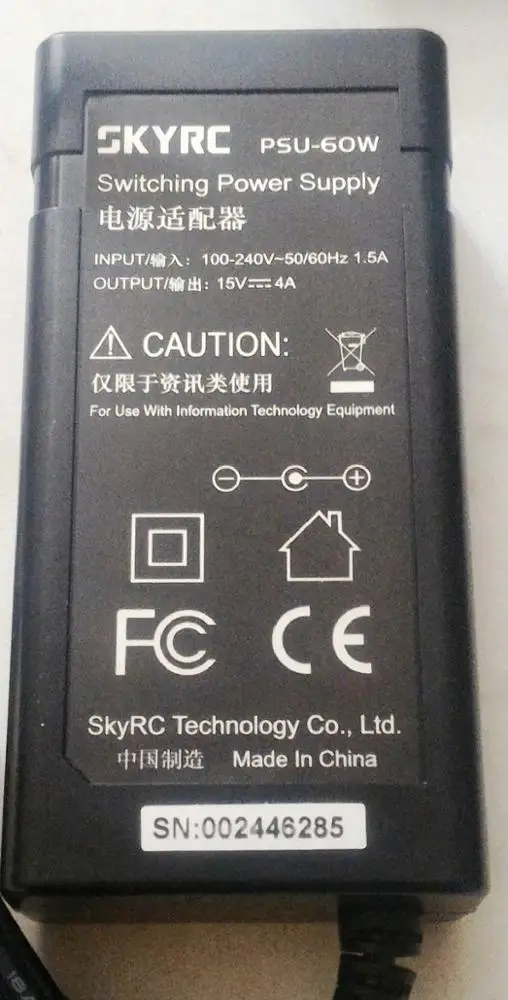 SKYRC PSU-60W
Switching Power Supply
电源适配器
INPUT/输入: 100-240V~50/60Hz 1.5A
OUTPUT/输出: 15V⎓4A
⚠ CAUTION:
仅限于资讯类使用
For Use With Information Technology Equipment
FC CE
SkyRC Technology Co., Ltd.
中国制造 Made In China
SN:002446285